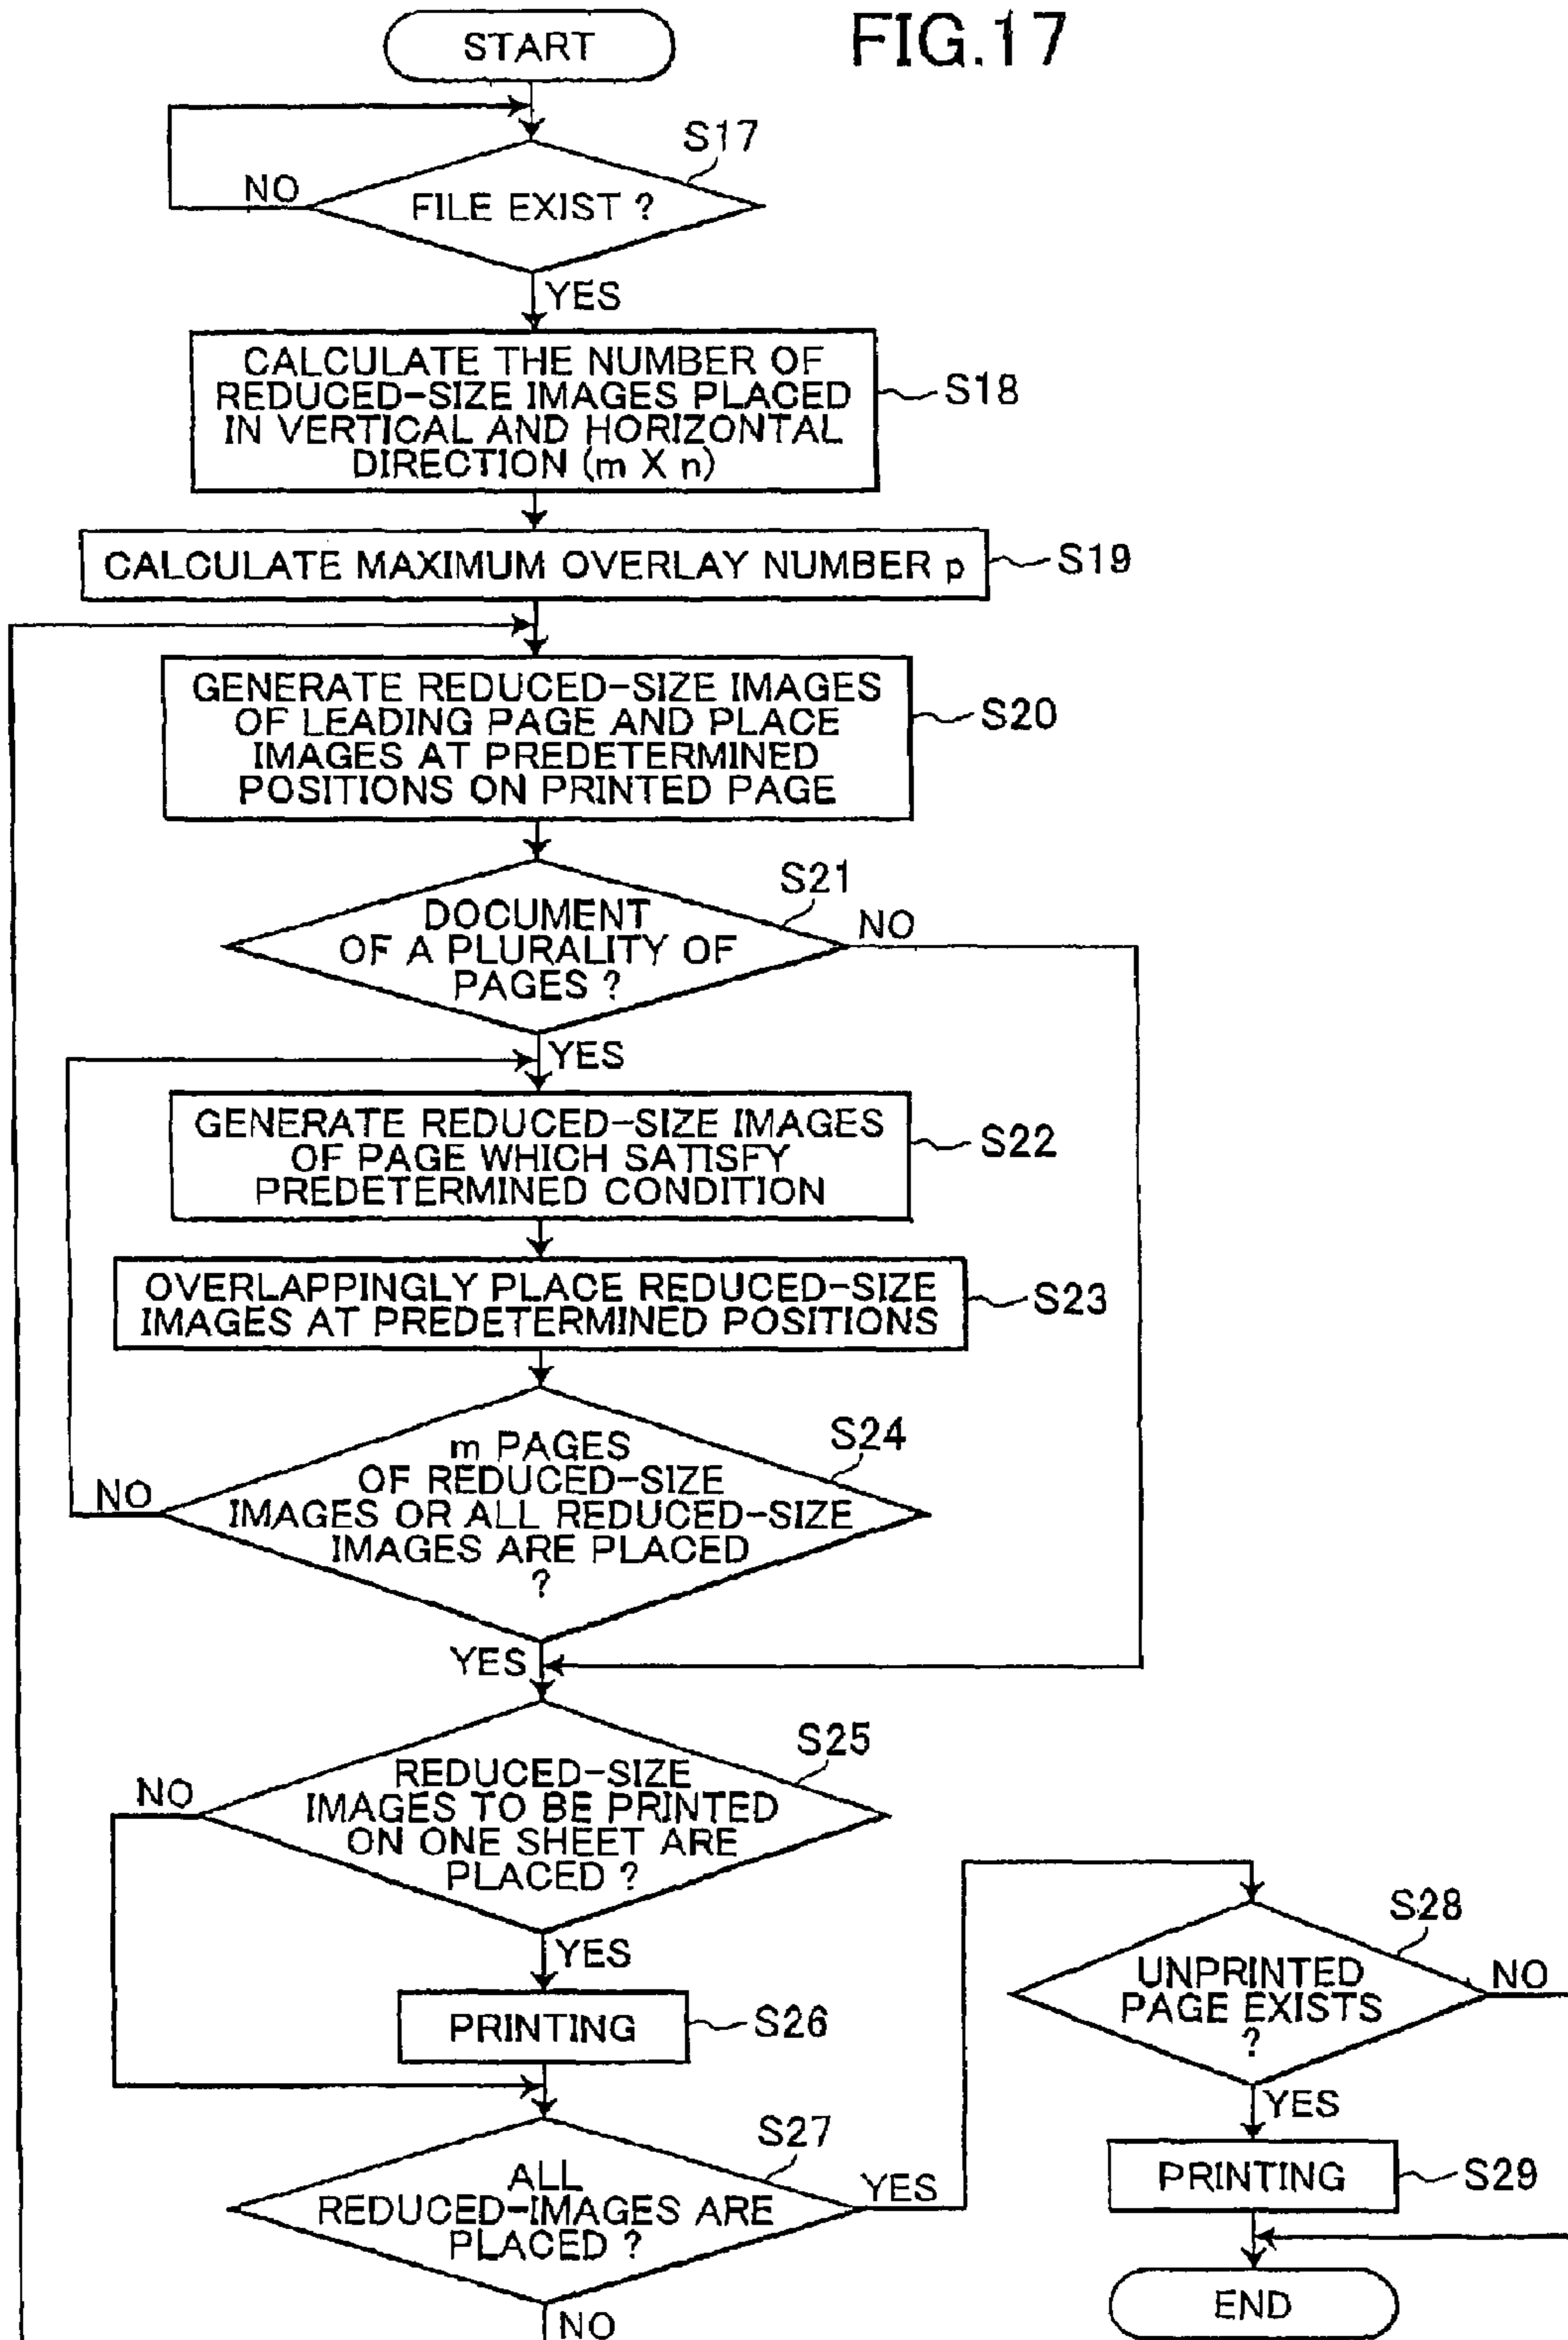 FIG.17
START
S17
NO
FILE EXIST ?
YES
CALCULATE THE NUMBER OF
REDUCED-SIZE IMAGES PLACED
IN VERTICAL AND HORIZONTAL
DIRECTION (m X n)
S18
CALCULATE MAXIMUM OVERLAY NUMBER p
S19
GENERATE REDUCED-SIZE IMAGES
OF LEADING PAGE AND PLACE
IMAGES AT PREDETERMINED
POSITIONS ON PRINTED PAGE
S20
S21
DOCUMENT
OF A PLURALITY OF
PAGES ?
NO
YES
GENERATE REDUCED-SIZE IMAGES
OF PAGE WHICH SATISFY
PREDETERMINED CONDITION
S22
OVERLAPPINGLY PLACE REDUCED-SIZE
IMAGES AT PREDETERMINED POSITIONS
S23
S24
m PAGES
OF REDUCED-SIZE
IMAGES OR ALL REDUCED-SIZE
IMAGES ARE PLACED
?
NO
YES
S25
REDUCED-SIZE
IMAGES TO BE PRINTED
ON ONE SHEET ARE
PLACED ?
NO
YES
PRINTING
S26
S27
ALL
REDUCED-IMAGES ARE
PLACED ?
YES
NO
S28
UNPRINTED
PAGE EXISTS
?
NO
YES
PRINTING
S29
END